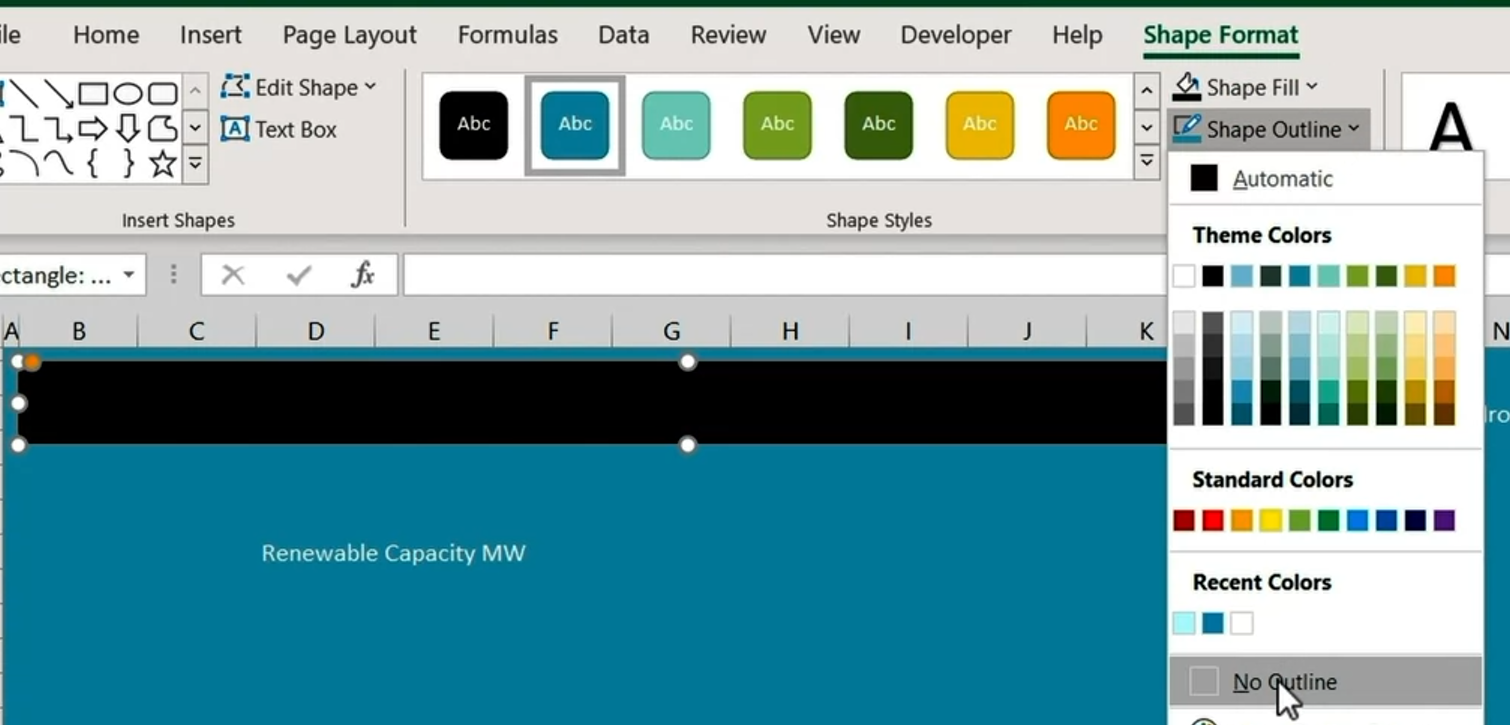 ile Home Insert Page Layout Formulas Data Review View Developer Help Shape Format
Edit Shape
Text Box
Abc Abc Abc Abc Abc Abc Abc
Shape Fill
Shape Outline
A
Insert Shapes
Shape Styles
Automatic
Theme Colors
ctangle: ...
fx
A B C D E F G H I J K N
Standard Colors
Renewable Capacity MW
Recent Colors
No Outline